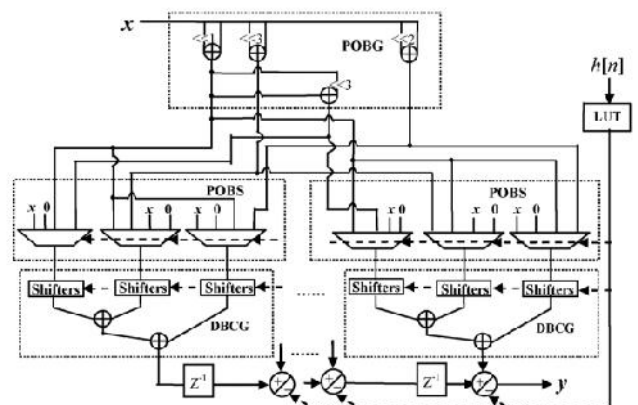 x
<< <<3 <<2
POBG
<<3
h[n]
LUT
POBS
POBS
x 0 x 0 x 0
x 0 x 0 x 0
Shifters Shifters Shifters
......
Shifters Shifters Shifters
DBCG
DBCG
......
Z⁻¹
+ −
+ −
Z⁻¹
+ −
y